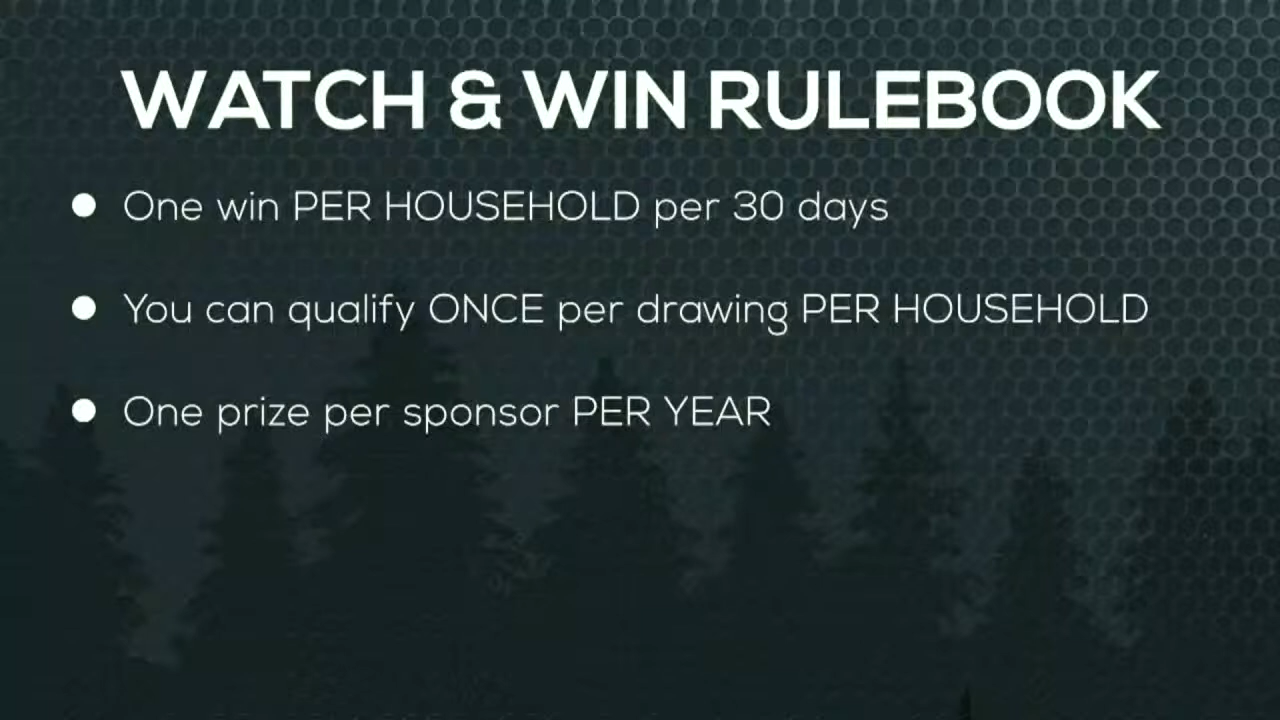 WATCH & WIN RULEBOOK
One win PER HOUSEHOLD per 30 days
You can qualify ONCE per drawing PER HOUSEHOLD
One prize per sponsor PER YEAR